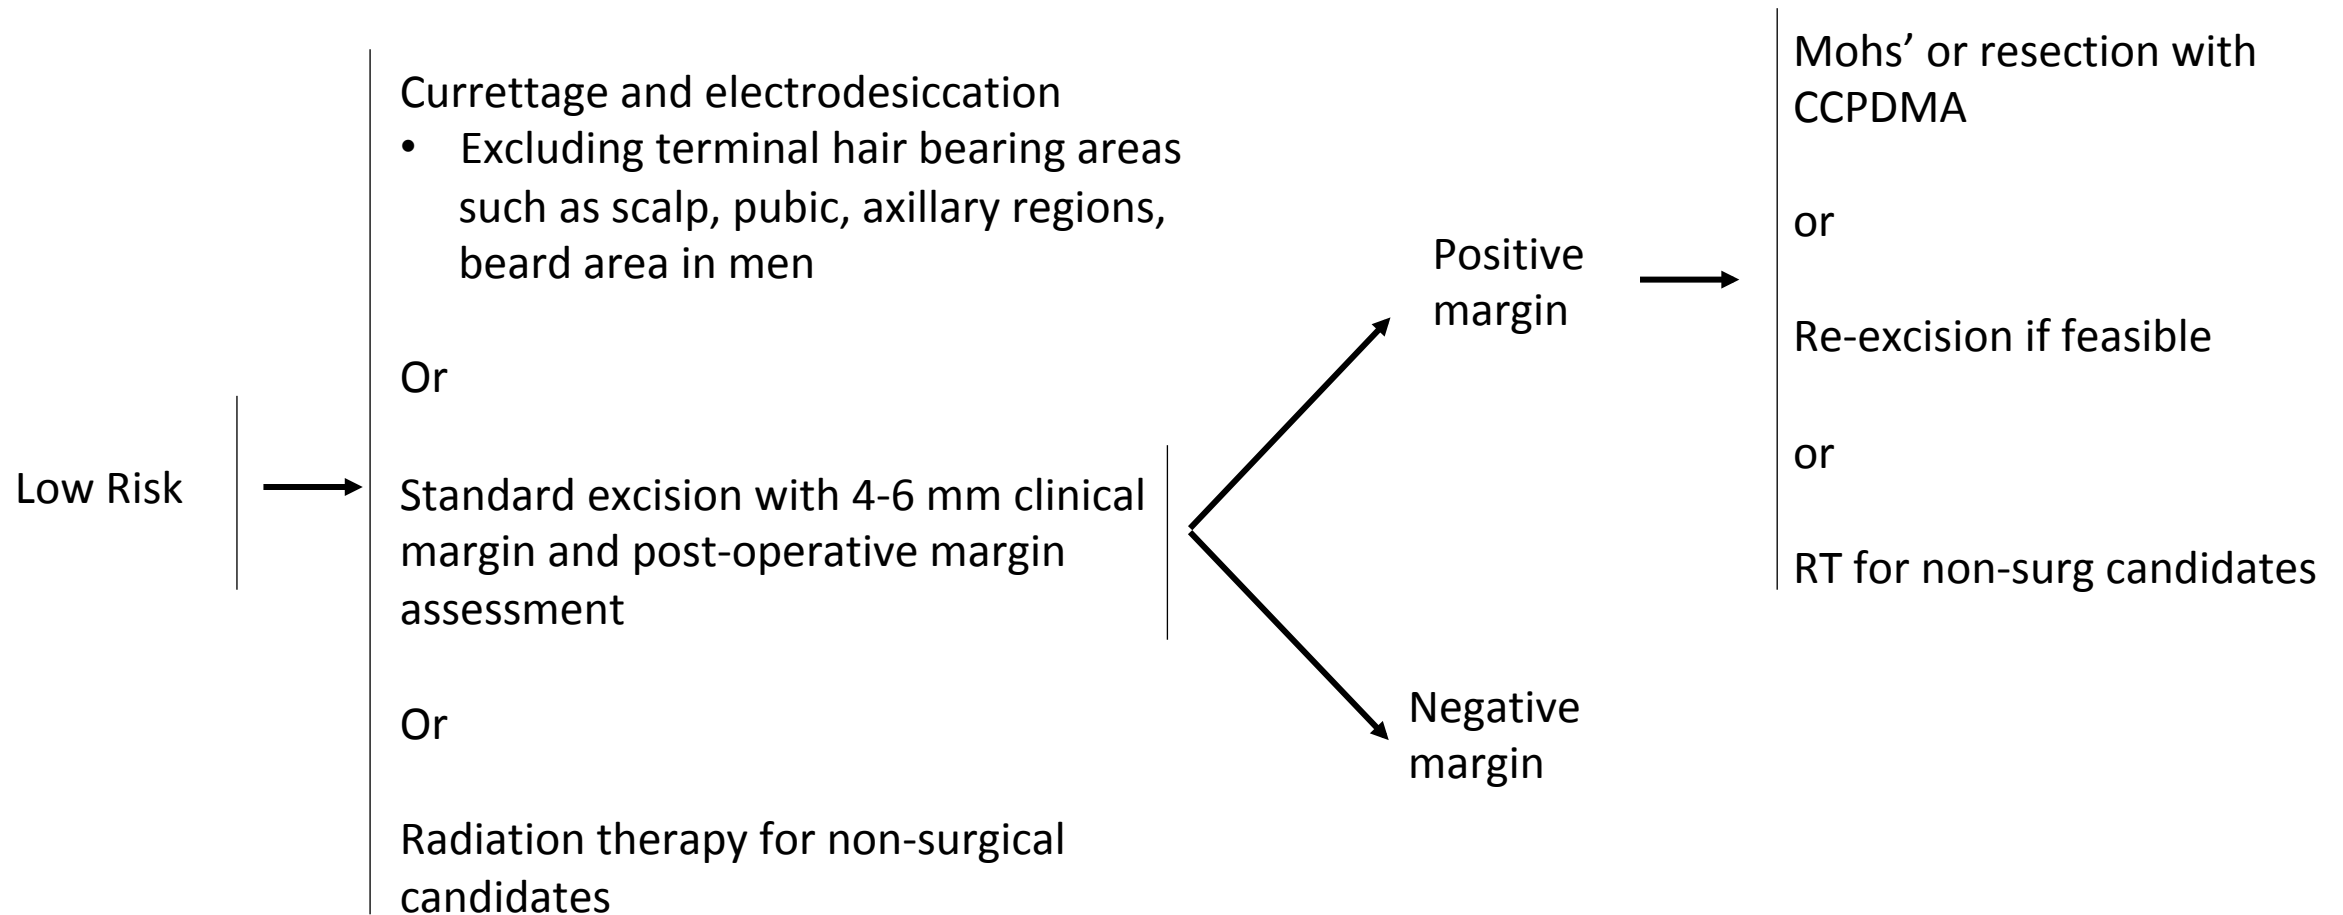 Low Risk
Currettage and electrodesiccation
• Excluding terminal hair bearing areas
such as scalp, pubic, axillary regions,
beard area in men
Or
Standard excision with 4-6 mm clinical
margin and post-operative margin
assessment
Or
Radiation therapy for non-surgical
candidates
Positive
margin
Negative
margin
Mohs’ or resection with
CCPDMA
or
Re-excision if feasible
or
RT for non-surg candidates